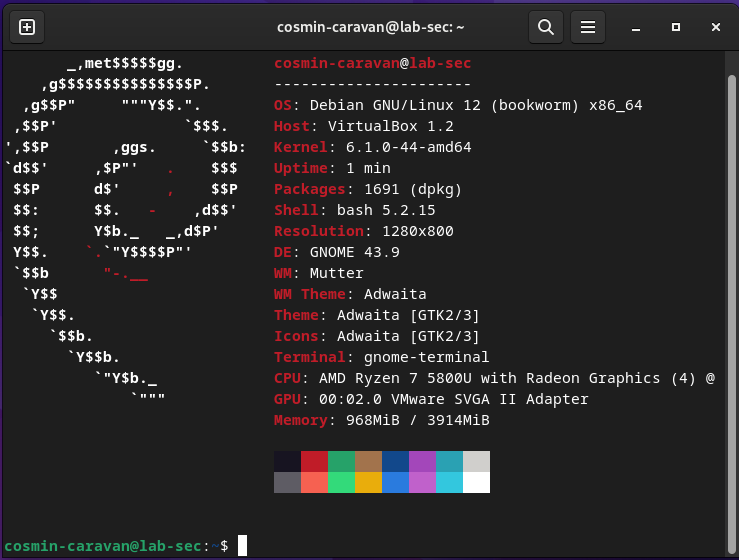 cosmin-caravan@lab-sec: ~
       _,met$$$$$gg.          cosmin-caravan@lab-sec
    ,g$$$$$$$$$$$$$$$P.       ----------------------
  ,g$$P"     """Y$$.".        OS: Debian GNU/Linux 12 (bookworm) x86_64
 ,$$P'              `$$$.     Host: VirtualBox 1.2
',$$P       ,ggs.     `$$b:   Kernel: 6.1.0-44-amd64
`d$$'     ,$P"'   .    $$$    Uptime: 1 min
 $$P      d$'     ,    $$P    Packages: 1691 (dpkg)
 $$:      $$.   -    ,d$$'    Shell: bash 5.2.15
 $$;      Y$b._   _,d$P'      Resolution: 1280x800
 Y$$.    `.`"Y$$$$P"'         DE: GNOME 43.9
 `$$b      "-.__              WM: Mutter
  `Y$$                        WM Theme: Adwaita
   `Y$$.                      Theme: Adwaita [GTK2/3]
     `$$b.                    Icons: Adwaita [GTK2/3]
       `Y$$b.                 Terminal: gnome-terminal
          `"Y$b._             CPU: AMD Ryzen 7 5800U with Radeon Graphics (4) @
              `"""            GPU: 00:02.0 VMware SVGA II Adapter
                              Memory: 968MiB / 3914MiB
cosmin-caravan@lab-sec:~$